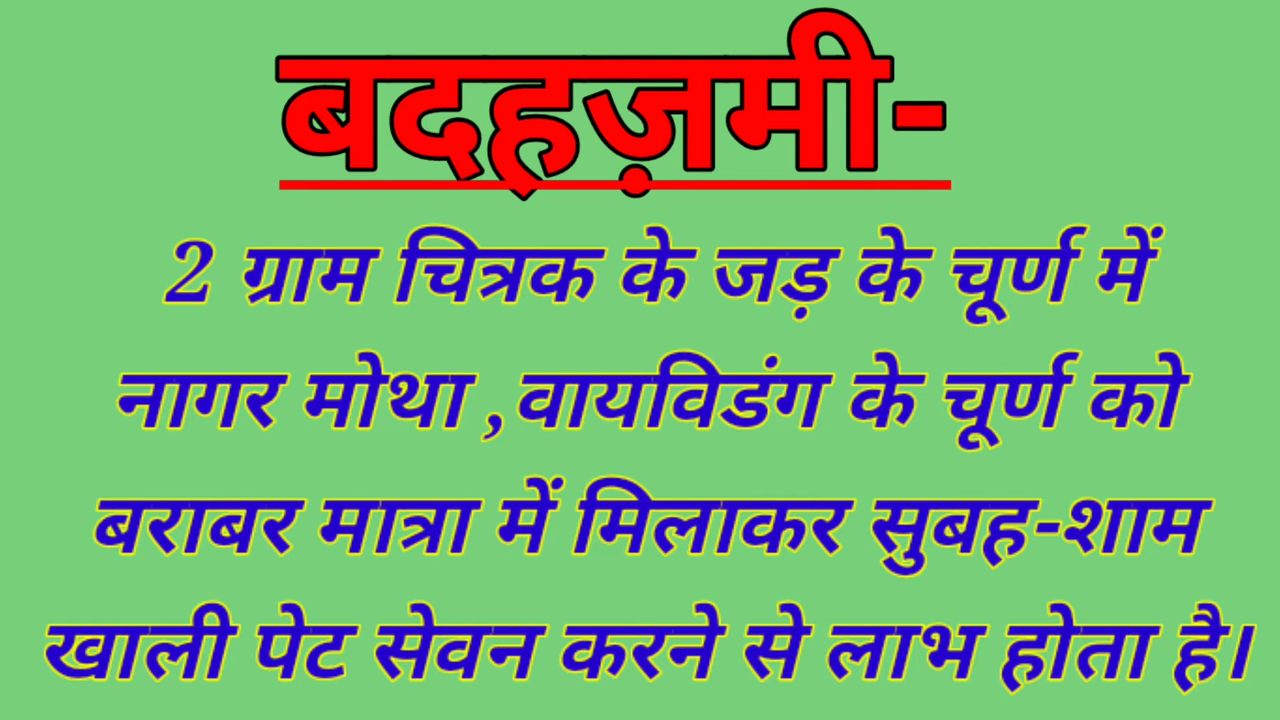 बदहज़मी-
2 ग्राम चित्रक के जड़ के चूर्ण में
नागर मोथा ,वायविडंग के चूर्ण को
बराबर मात्रा में मिलाकर सुबह-शाम
खाली पेट सेवन करने से लाभ होता है।